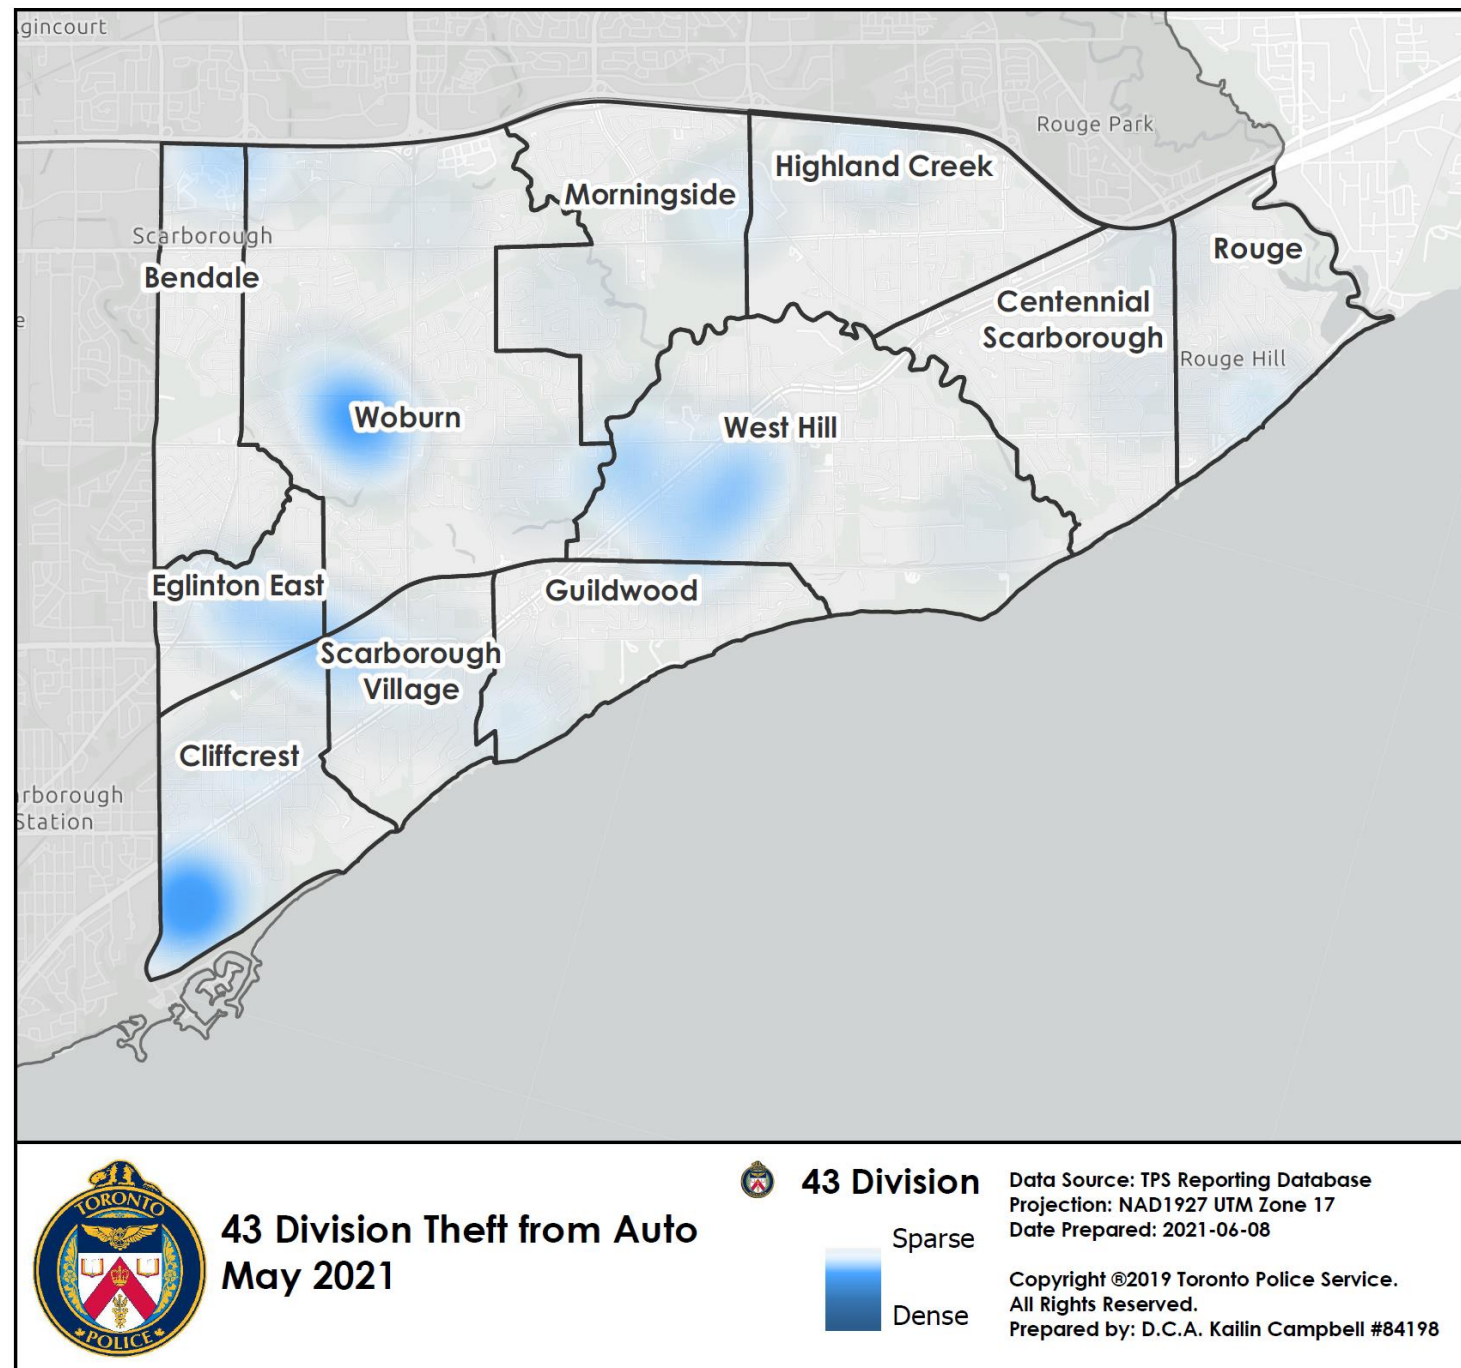 gincourt
Rouge Park
Highland Creek
Morningside
Scarborough
Rouge
Bendale
Centennial
Scarborough
Rouge Hill
e
Woburn
West Hill
Eglinton East
Guildwood
Scarborough
Village
Cliffcrest
arborough
Station
TORONTO
POLICE
43 Division Theft from Auto
May 2021
43 Division
Sparse
Dense
Data Source: TPS Reporting Database
Projection: NAD1927 UTM Zone 17
Date Prepared: 2021-06-08
Copyright ®2019 Toronto Police Service.
All Rights Reserved.
Prepared by: D.C.A. Kailin Campbell #84198